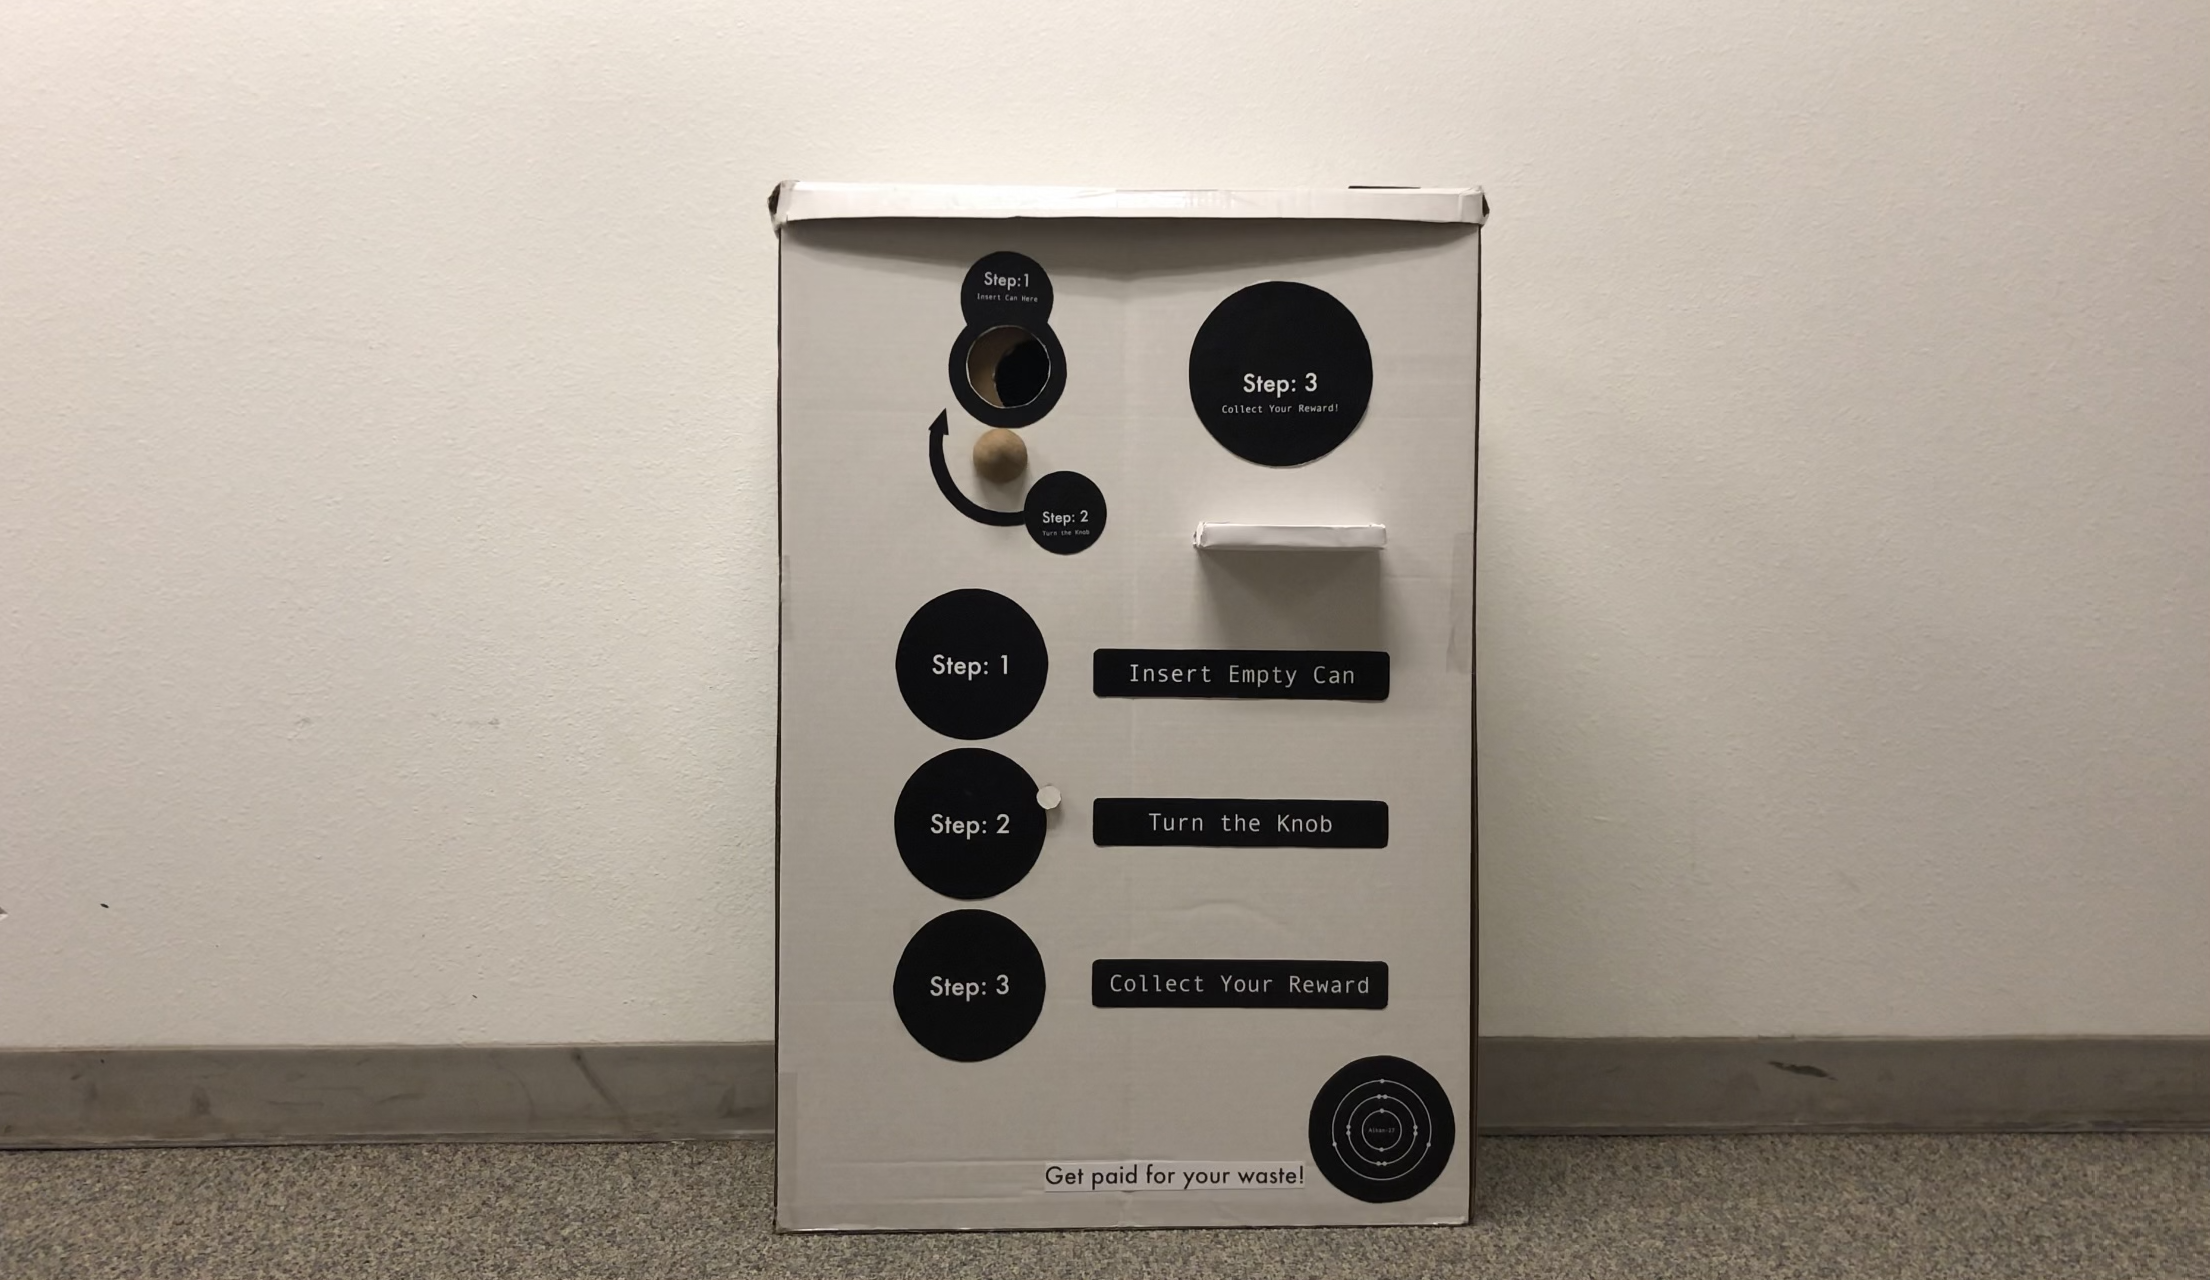 Step:1
Insert Can Here
Step: 3
Collect Your Reward!
Step: 2
Turn the Knob
Step: 1
Insert Empty Can
Step: 2
Turn the Knob
Step: 3
Collect Your Reward
Get paid for your waste!